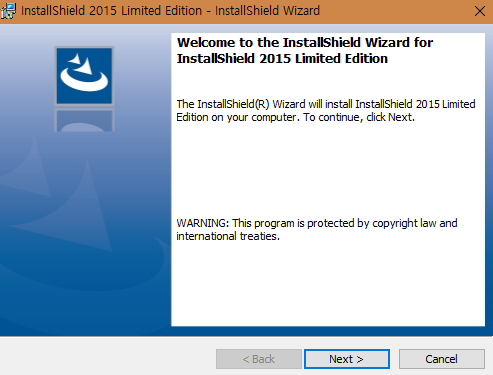 InstallShield 2015 Limited Edition - InstallShield Wizard
Welcome to the InstallShield Wizard for
InstallShield 2015 Limited Edition
The InstallShield(R) Wizard will install InstallShield 2015 Limited
Edition on your computer. To continue, click Next.
WARNING: This program is protected by copyright law and
international treaties.
< Back
Next >
Cancel